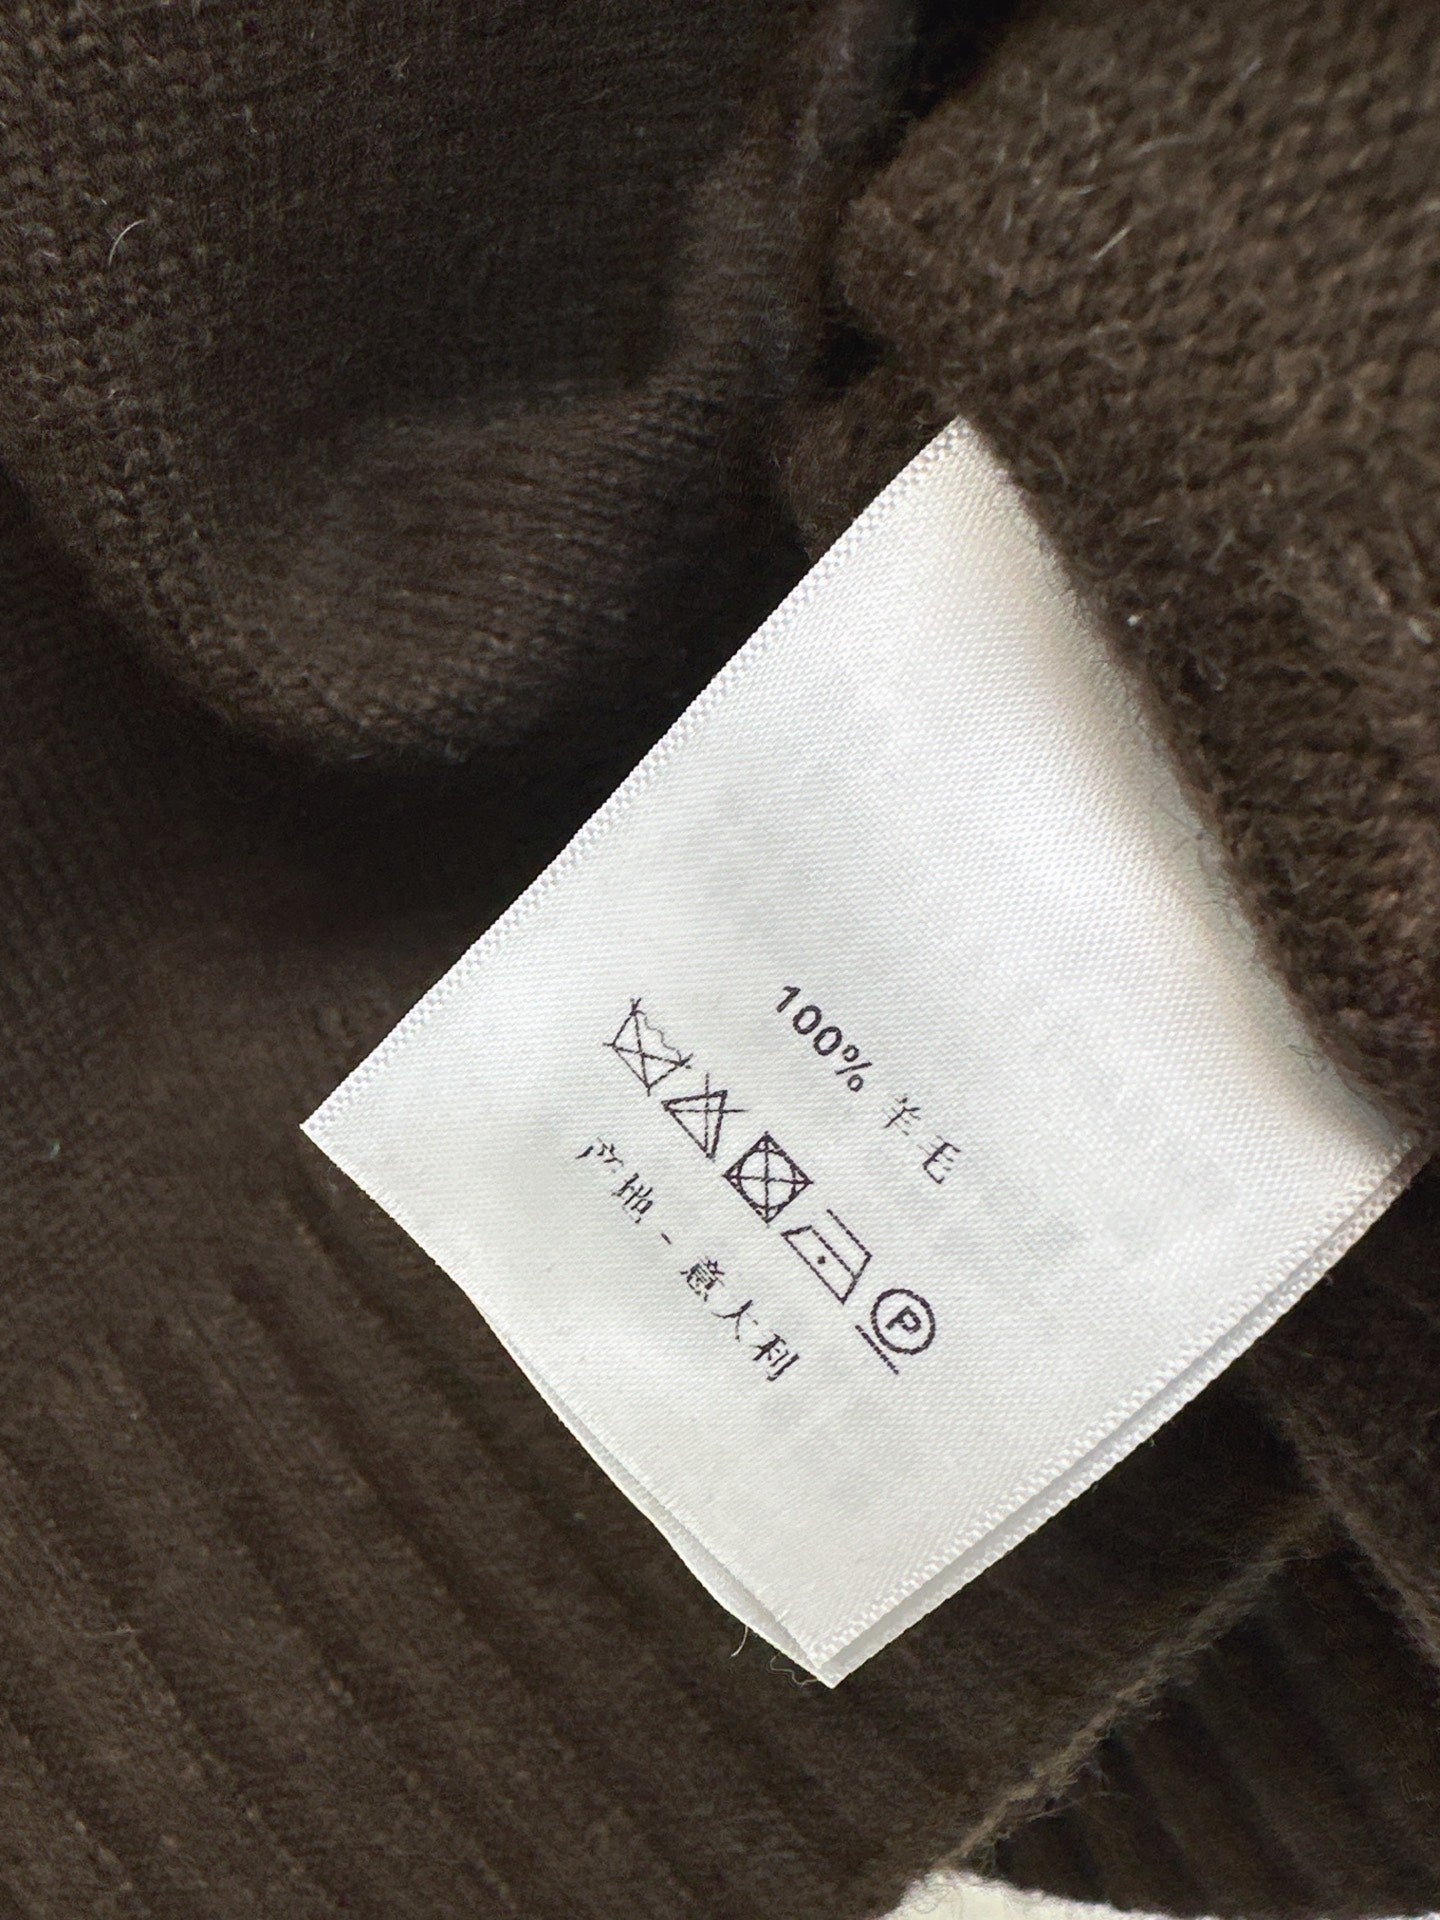 100% 羊毛
P
产地 - 意大利